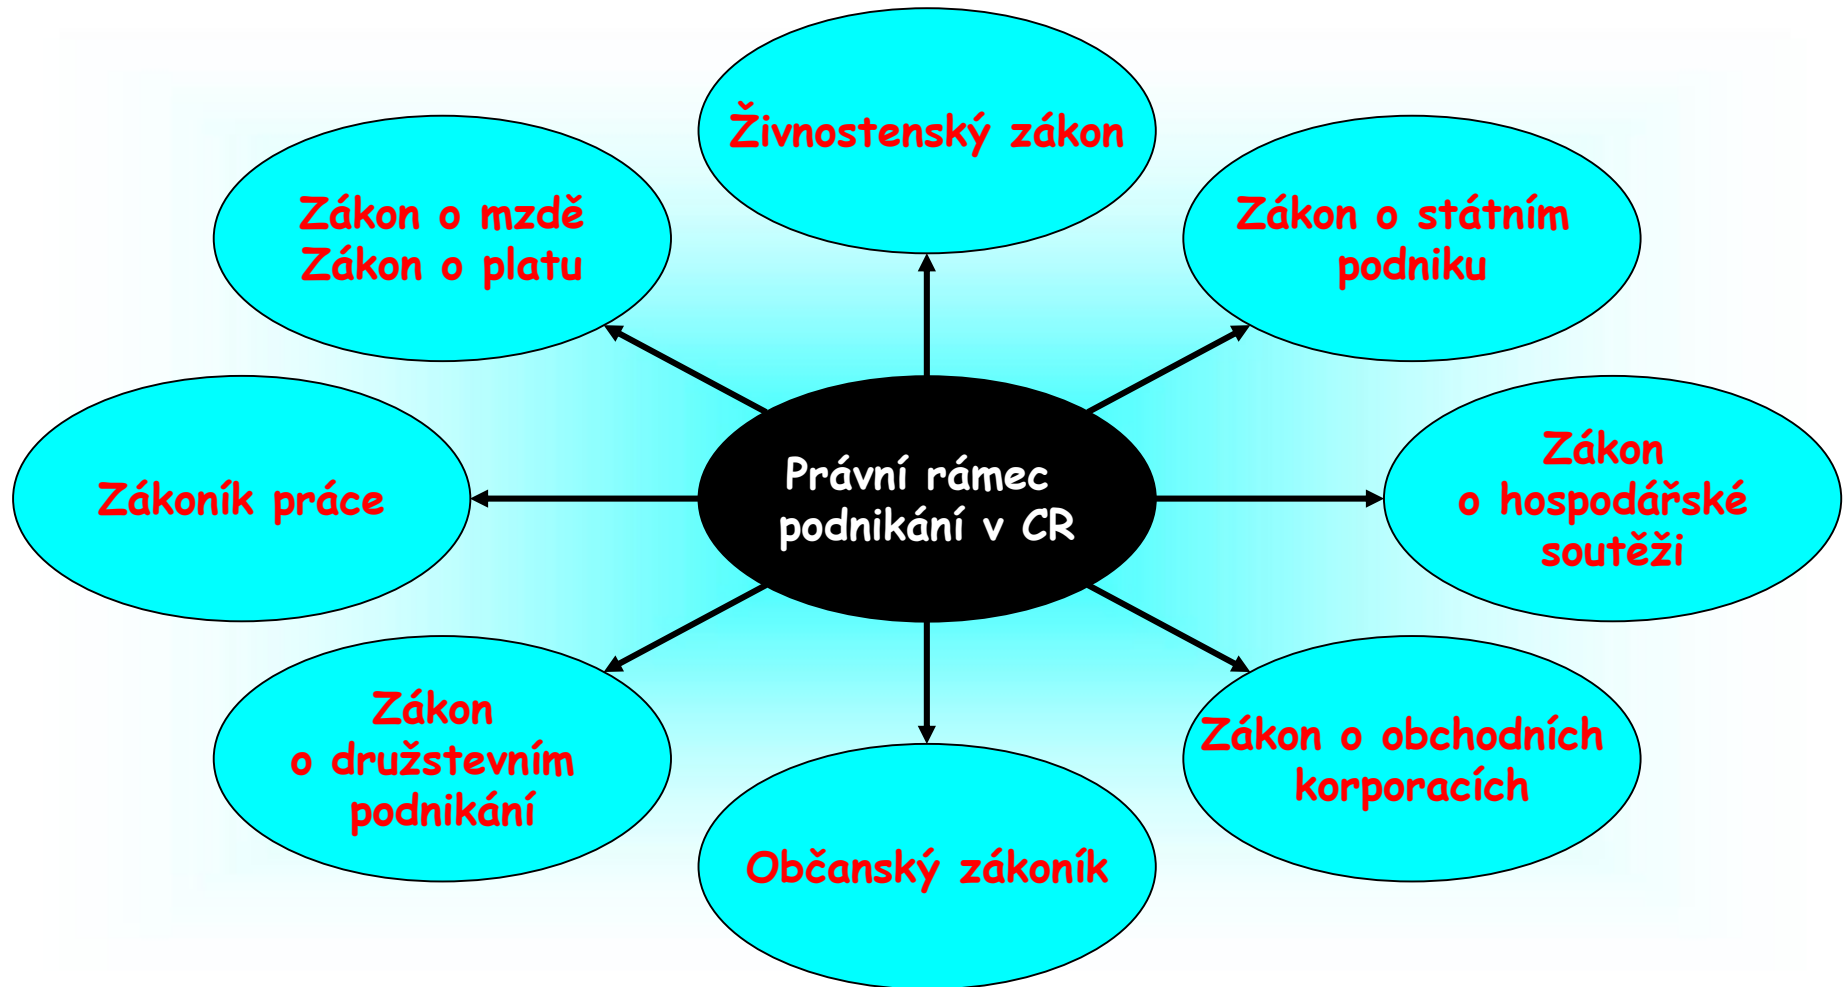 Živnostenský zákon
Zákon o mzdě
Zákon o platu
Zákon o státním
podniku
Zákoník práce
Právní rámec
podnikání v CR
Zákon
o hospodářské
soutěži
Zákon
o družstevním
podnikání
Zákon o obchodních
korporacích
Občanský zákoník